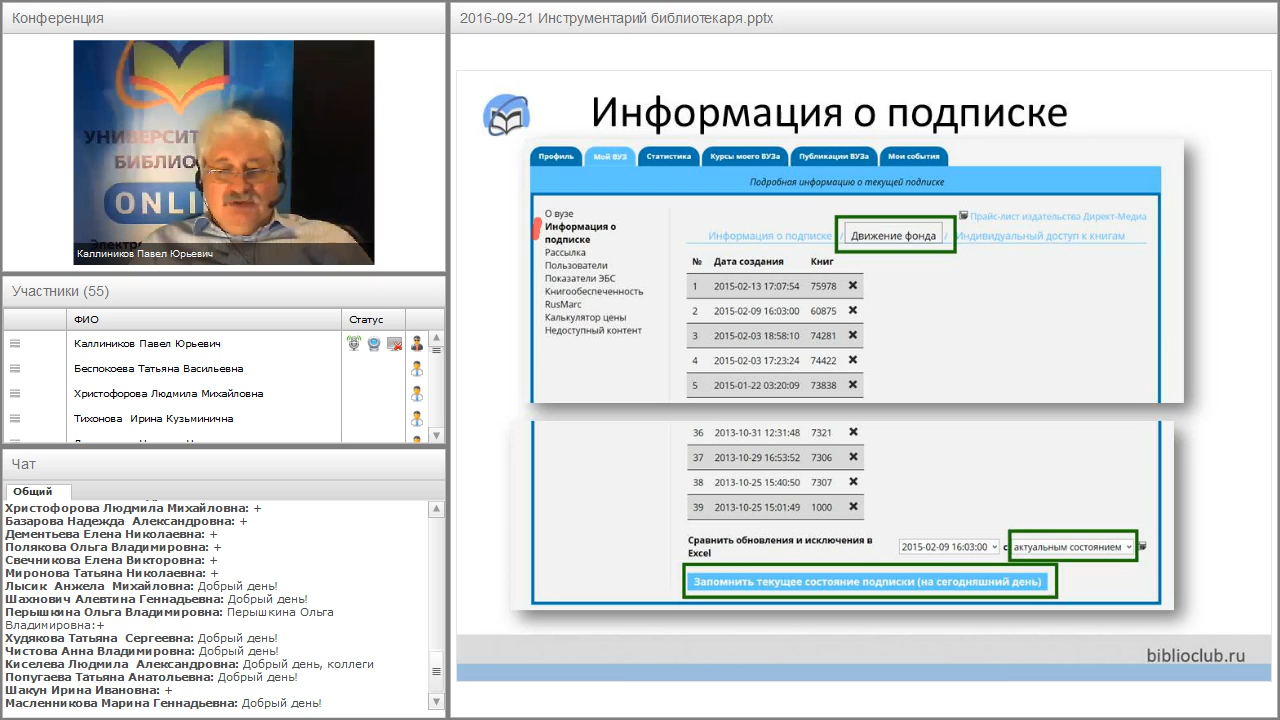 Конференция
УНИВЕРСИТ
БИБЛИО
ONLI
Каллиников Павел Юрьевич
Участники (55)
ФИО Статус
Каллиников Павел Юрьевич
Беспокоева Татьяна Васильевна
Христофорова Людмила Михайловна
Тихонова Ирина Кузьминична
Чат
Общий
Христофорова Людмила Михайловна: +
Базарова Надежда Александровна: +
Дементьева Елена Николаевна: +
Полякова Ольга Владимировна: +
Свечникова Елена Викторовна: +
Миронова Татьяна Николаевна: +
Лысик Анжела Михайловна: Добрый день!
Шахнович Алевтина Геннадьевна: Добрый день!
Перышкина Ольга Владимировна: Перышкина Ольга
Владимировна:+
Худякова Татьяна Сергеевна: Добрый день!
Чистова Анна Владимировна: Добрый день!
Киселева Людмила Александровна: Добрый день, коллеги
Попугаева Татьяна Анатольевна: Добрый день!
Шакун Ирина Ивановна: +
Масленникова Марина Геннадьевна: Добрый день!
2016-09-21 Инструментарий библиотекаря.pptx
Информация о подписке
Профиль Мой ВУЗ Статистика Курсы моего ВУЗа Публикации ВУЗа Мои события
Подробная информацию о текущей подписке
О вузе
Информация о
подписке
Рассылка
Пользователи
Показатели ЭБС
Книгообеспеченность
RusMarc
Калькулятор цены
Недоступный контент
Прайс-лист издательства Директ-Медиа
Информация о подписке / Движение фонда / Индивидуальный доступ к книгам
№ Дата создания Книг
1 2015-02-13 17:07:54 75978
2 2015-02-09 16:03:00 60875
3 2015-02-03 18:58:10 74281
4 2015-02-03 17:23:24 74422
5 2015-01-22 03:20:09 73838
36 2013-10-31 12:31:48 7321
37 2013-10-29 16:53:52 7306
38 2013-10-25 15:40:50 7307
39 2013-10-25 15:01:49 1000
Сравнить обновления и исключения в
Excel
2015-02-09 16:03:00 с актуальным состоянием
Запомнить текущее состояние подписки (на сегодняшний день)
biblioclub.ru